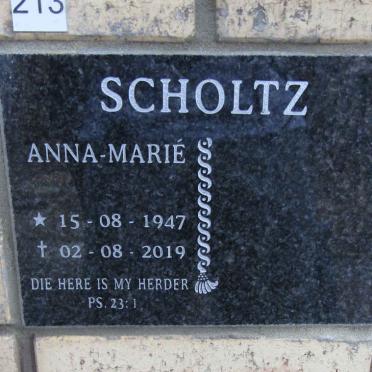 213
SCHOLTZ
ANNA-MARIÉ
★ 15 - 08 - 1947
✝ 02 - 08 - 2019
DIE HERE IS MY HERDER
PS. 23: 1